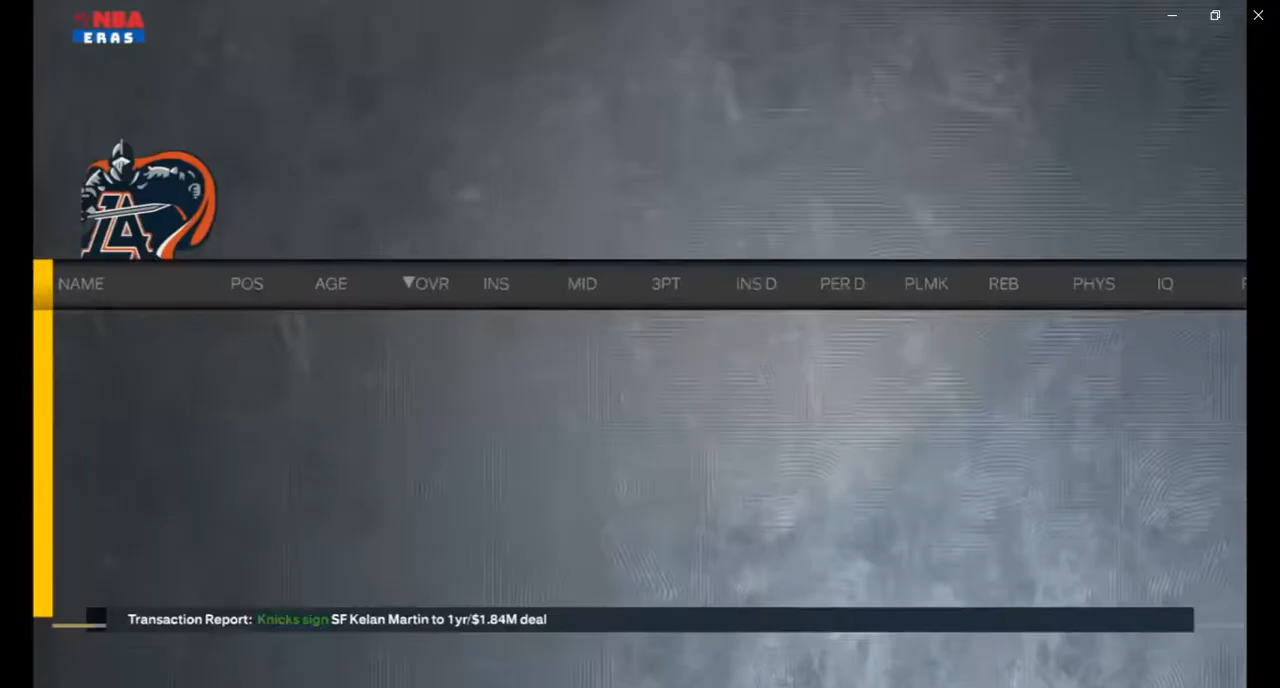 NBA
ERAS
LA
NAME POS AGE ▼OVR INS MID 3PT INS D PER D PLMK REB PHYS IQ
Transaction Report: Knicks sign SF Kelan Martin to 1yr/$1.84M deal